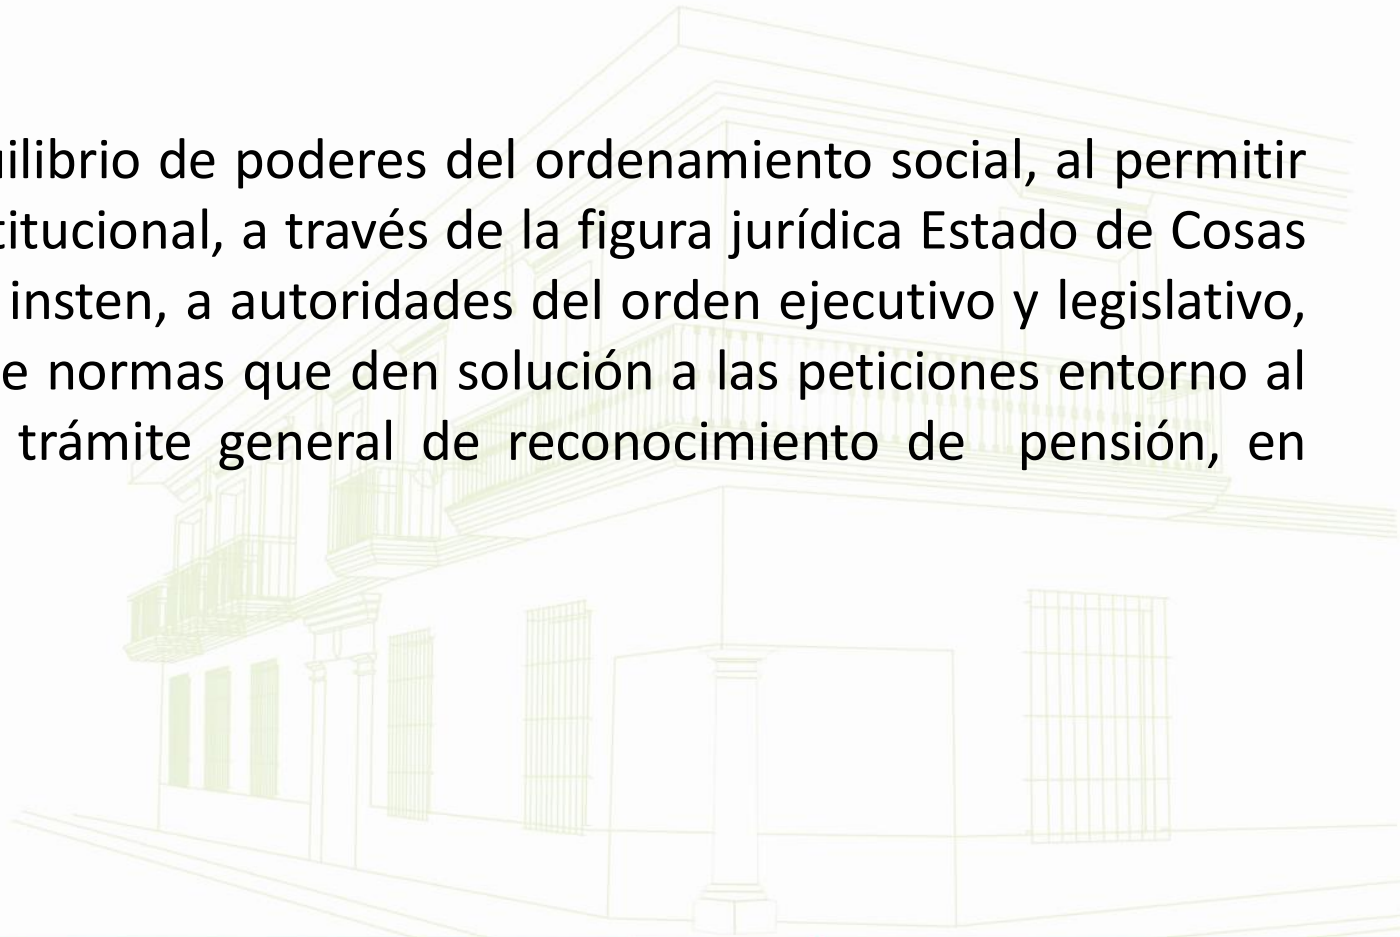 ilibrio de poderes del ordenamiento social, al permitir
titucional, a través de la figura jurídica Estado de Cosas
insten, a autoridades del orden ejecutivo y legislativo,
e normas que den solución a las peticiones entorno al
trámite general de reconocimiento de pensión, en